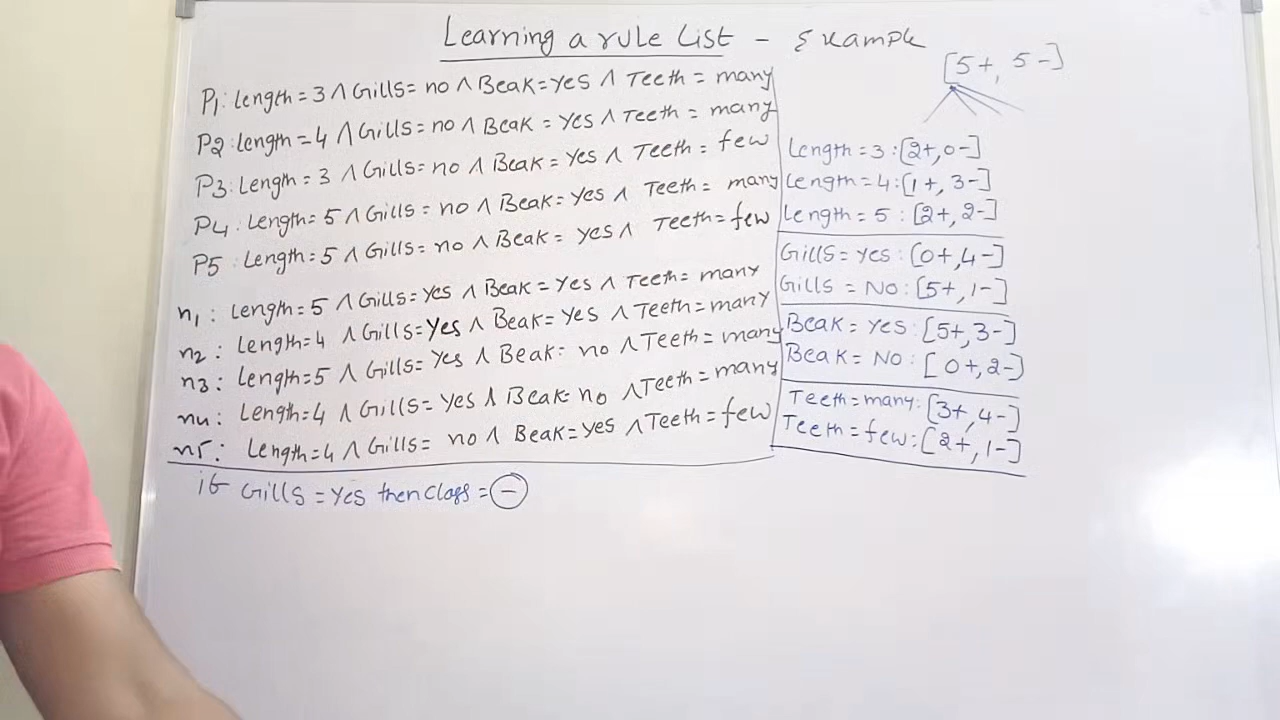 Learning a rule List - Example
[5+, 5-]
P1: Length = 3 ∧ Gills = no ∧ Beak = Yes ∧ Teeth = many
P2: Length = 4 ∧ Gills = no ∧ Beak = Yes ∧ Teeth = many
P3: Length = 3 ∧ Gills = no ∧ Beak = Yes ∧ Teeth = few
P4: Length = 5 ∧ Gills = no ∧ Beak = Yes ∧ Teeth = many
P5: Length = 5 ∧ Gills = no ∧ Beak = Yes ∧ Teeth = few
n1: Length = 5 ∧ Gills = Yes ∧ Beak = Yes ∧ Teeth = many
n2: Length = 4 ∧ Gills = Yes ∧ Beak = Yes ∧ Teeth = many
n3: Length = 5 ∧ Gills = Yes ∧ Beak = no ∧ Teeth = many
n4: Length = 4 ∧ Gills = Yes ∧ Beak = no ∧ Teeth = many
n5: Length = 4 ∧ Gills = no ∧ Beak = Yes ∧ Teeth = few
if Gills = Yes then Class = -
Length = 3 : [2+, 0-]
Length = 4 : [1+, 3-]
Length = 5 : [2+, 2-]
Gills = Yes : [0+, 4-]
Gills = NO : [5+, 1-]
Beak = Yes : [5+, 3-]
Beak = NO : [0+, 2-]
Teeth = many : [3+, 4-]
Teeth = few : [2+, 1-]